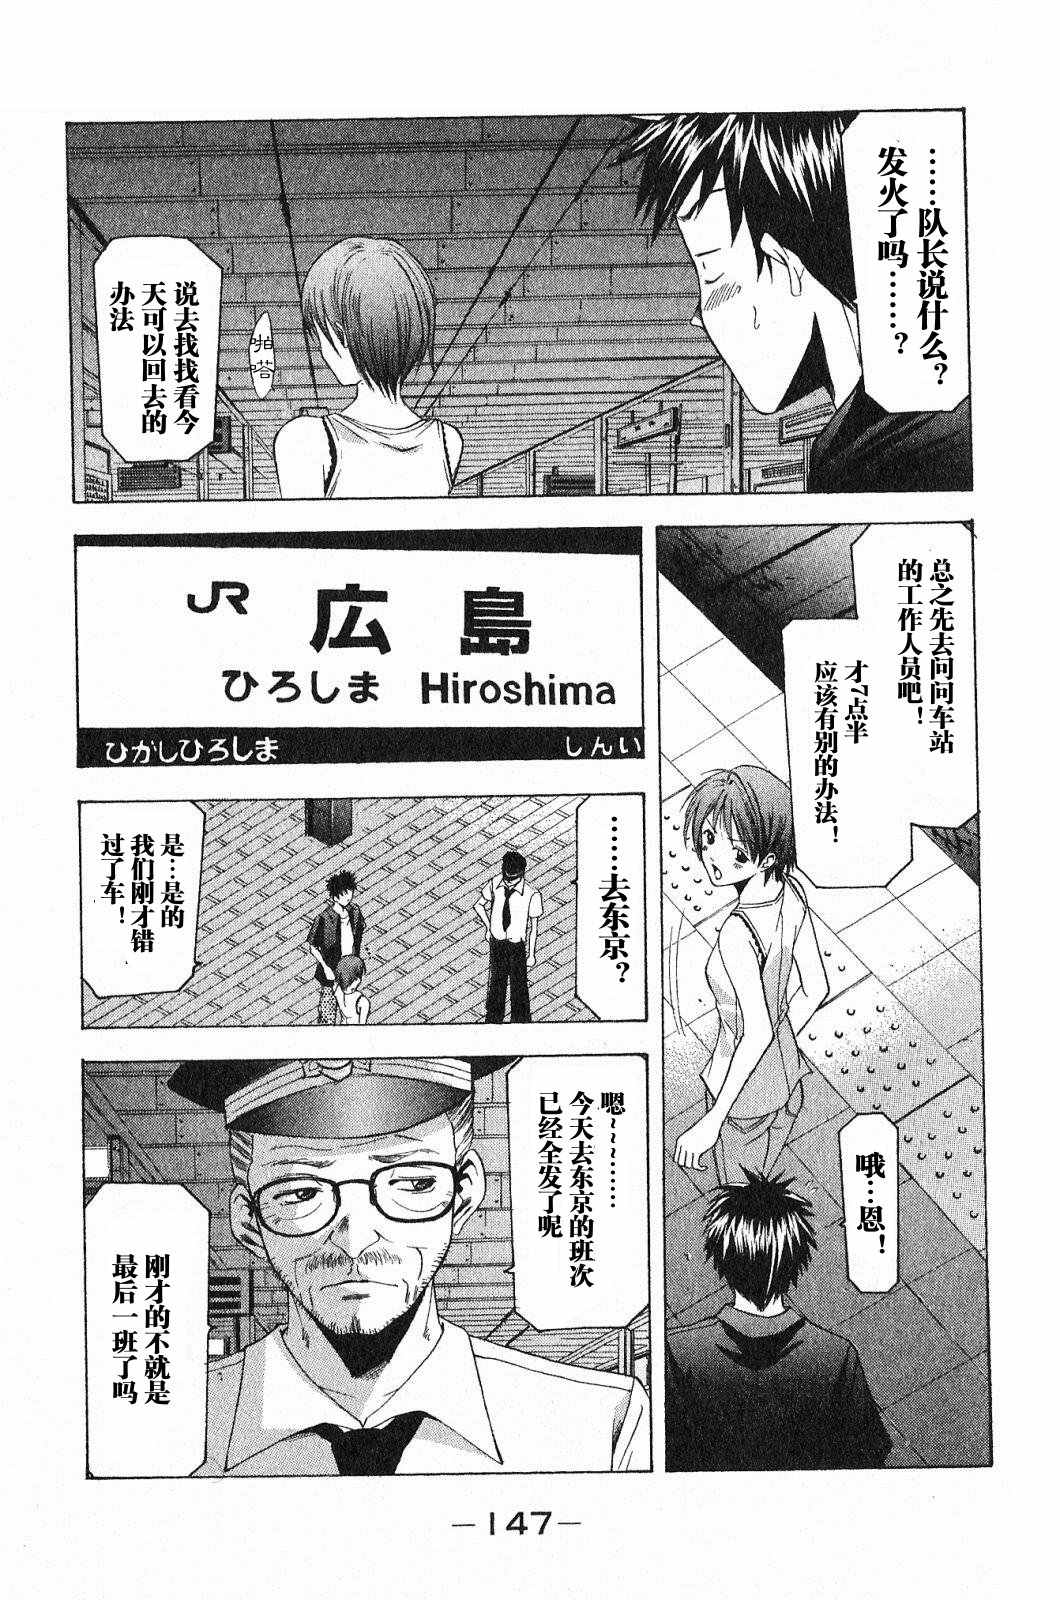 ……队长说什么？
发火了吗……？
啪
嗒
说去找找看今
天可以回去的
办法
总之先去问问车站
的工作人员吧！
才7点半
应该有别的办法！
哦…恩！
JR 広島
ひろしま Hiroshima
ひがしひろしま しんい
……去东京？
是…是的
我们刚才错
过了车！
嗯~~~………
今天去东京的班次
已经全发了呢
刚才的不就是
最后一班了吗
－147－